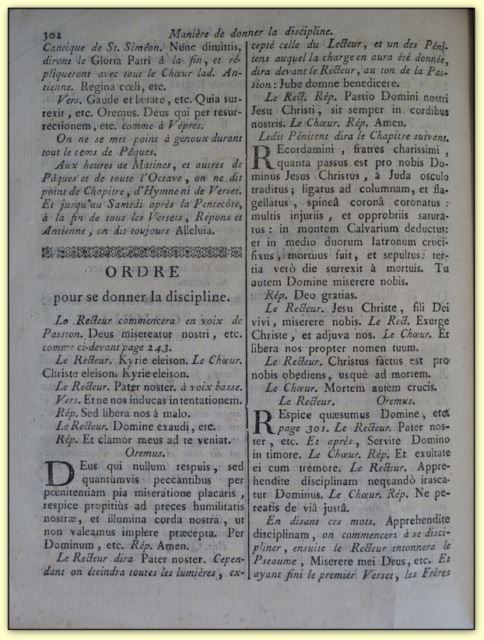 302 Manière de donner la discipline.
Cantique de St. Siméon. Nunc dimittis,
diront le Gloria Patri à la fin, et ré-
pliqueront avec tout le Chœur lad. An-
tienne. Regina cœli, etc.
Vers. Gaude et lætare, etc. Quia sur-
rexit, etc. Oremus. Deus qui per resur-
rectionem, etc. comme à Vêpres.
On ne se met point à genoux durant
tout le tems de Pâques.
Aux heures de Matines, et autres de
Pâques et de toute l'Octave, on ne dit
point de Chapitre, d'Hymne ni de Verset.
Et jusqu'au Samedi après la Pentecôte,
à la fin de tous les Versets, Répons et
Antienne, on dit toujours Alleluia.
ORDRE
pour se donner la discipline.
Le Recteur commencera en voix de
Passion. Deus misereatur nostri, etc.
comme ci-devant page 243.
Le Recteur. Kyrie eleison. Le Chœur.
Christe eleison. Kyrie eleison.
Le Recteur. Pater noster. à voix basse.
Vers. Et ne nos inducas in tentationem.
Rép. Sed libera nos à malo.
Le Recteur. Domine exaudi, etc.
Rép. Et clamor meus ad te veniat.
Oremus.
Deus qui nullum respuis, sed
quantùmvis peccantibus per
pœnitentiam pia miseratione placaris,
respice propitiùs ad preces humilitatis
nostræ, et illumina corda nostra, ut
non valeamus implere præcepta. Per
Dominum, etc. Rép. Amen.
Le Recteur dira Pater noster. Cepen-
dant on éteindra toutes les lumières, ex-
cepté celle du Lecteur, et un des Péni-
tens auquel la charge en aura été donnée,
dira devant le Recteur, au ton de la Pas-
sion: Jube domne benedicere.
Le Rect. Rép. Passio Domini nostri
Jesu Christi, sit semper in cordibus
nostris. Le Chœur. Rép. Amen.
Ledit Pénitent dira le Chapitre suivant.
Recordamini, fratres charissimi,
quanta passus est pro nobis Do-
minus Jesus Christus, à Juda osculo
traditus; ligatus ad columnam, et fla-
gellatus, spineâ coronâ coronatus:
multis injuriis, et opprobriis satura-
tus: in montem Calvarium deductus:
et in medio duorum latronum cruci-
fixus, mortuus fuit, et sepultus: ter-
tia verò die surrexit à mortuis. Tu
autem Domine miserere nobis.
Rép. Deo gratias.
Le Recteur. Jesu Christe, fili Dei
vivi, miserere nobis. Le Rect. Exurge
Christe, et adjuva nos. Le Chœur. Et
libera nos propter nomen tuum.
Le Recteur. Christus factus est pro
nobis obediens, usquè ad mortem.
Le Chœur. Mortem autem crucis.
Le Recteur. Oremus.
Respice quæsumus Domine, etc.
page 301. Le Recteur. Pater nos-
ter, etc. Et après, Servite Domino
in timore. Le Chœur. Rép. Et exultate
ei cum tremore. Le Recteur. Appre-
hendite disciplinam nequandò irasca-
tur Dominus. Le Chœur. Rép. Ne pe-
reatis de viâ justâ.
En disant ces mots. Apprehendite
disciplinam, on commencera à se disci-
pliner, ensuite le Recteur entonnera le
Pseaume, Miserere mei Deus, etc. Et
ayant fini le premier Verset, les Frères